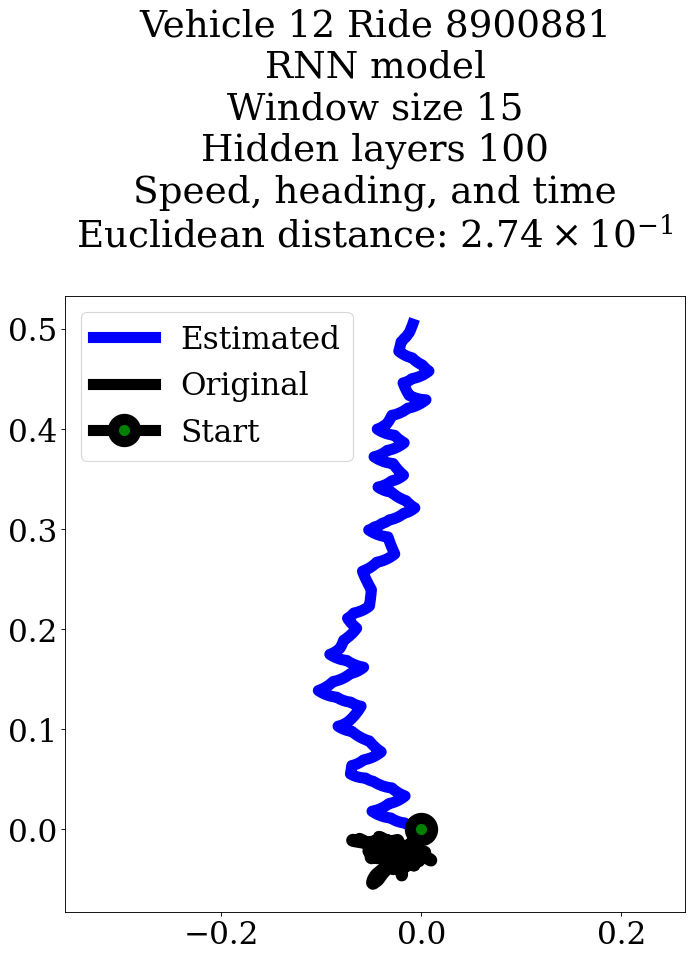 Vehicle 12 Ride 8900881
RNN model
Window size 15
Hidden layers 100
Speed, heading, and time
Euclidean distance: 2.74 × 10⁻¹
Estimated
Original
Start
0.5
0.4
0.3
0.2
0.1
0.0
−0.2 0.0 0.2